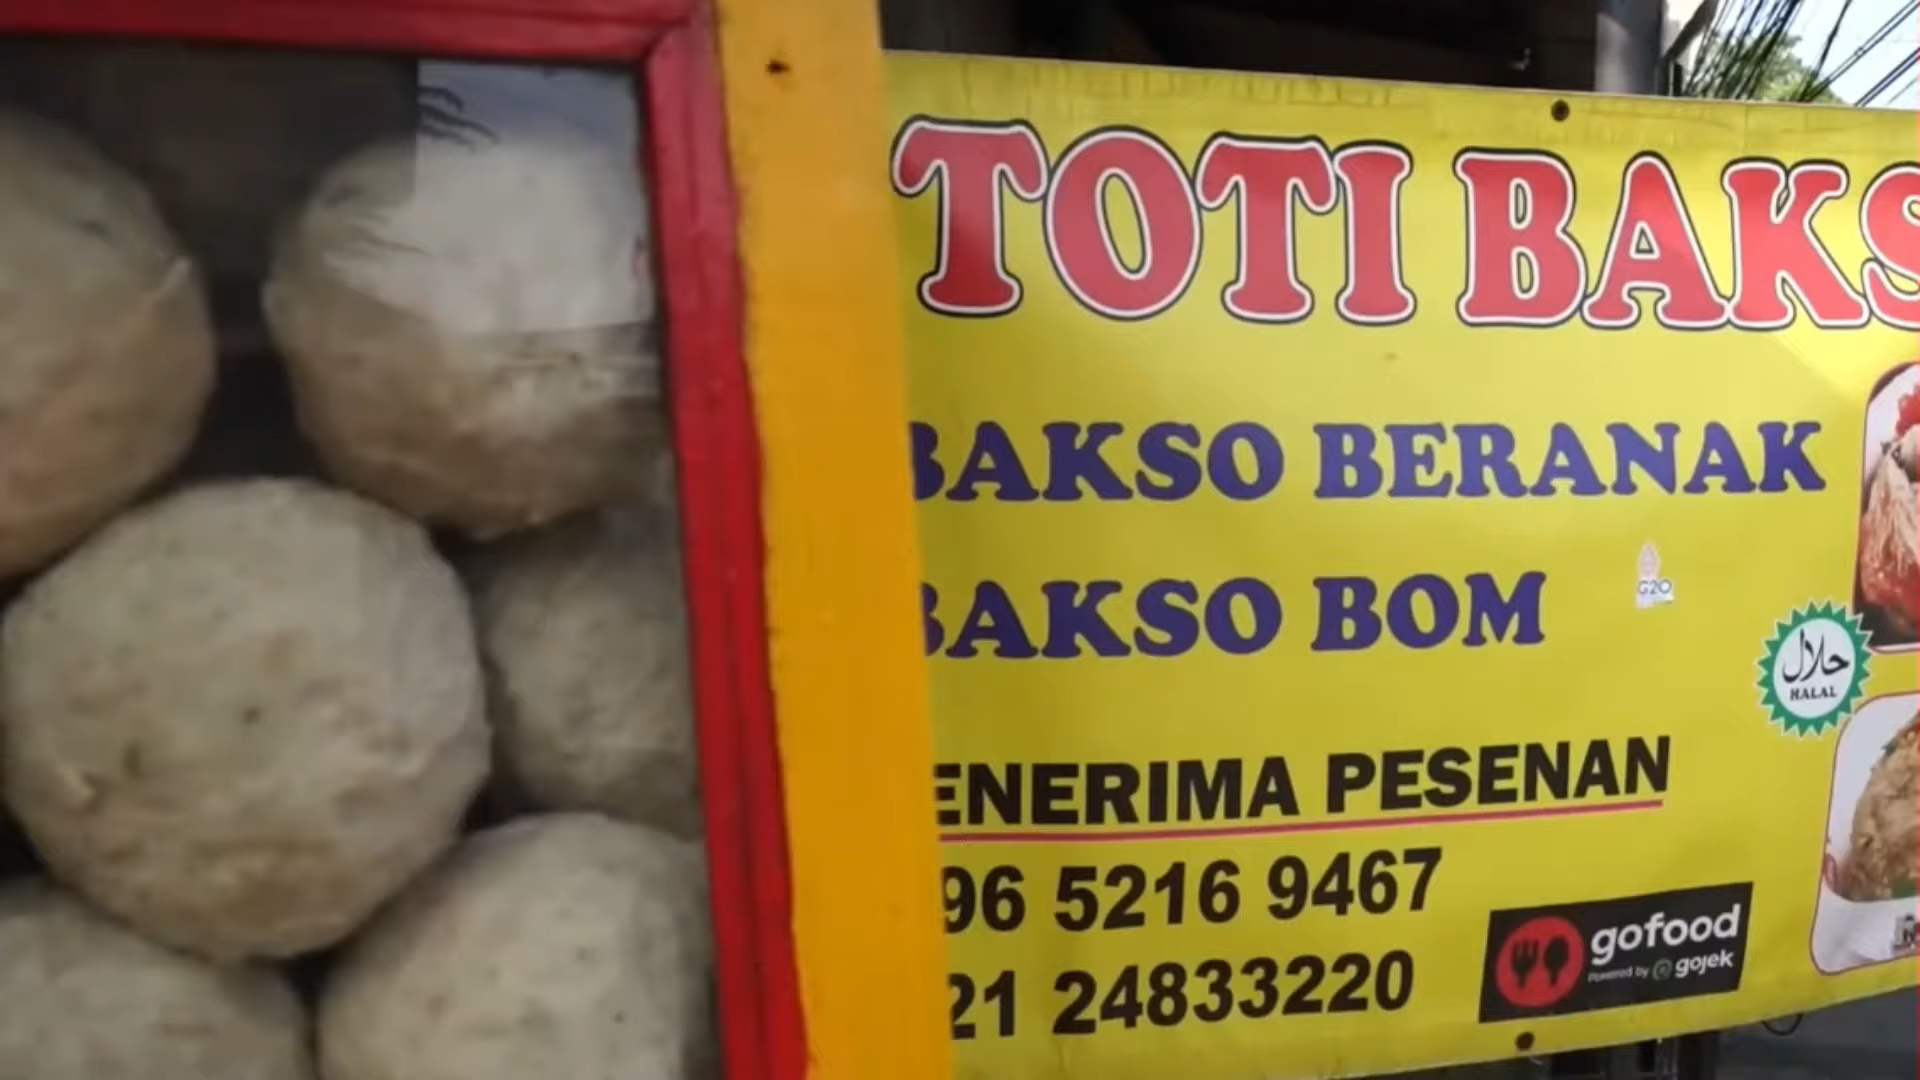 TOTI BAKS
BAKSO BERANAK
BAKSO BOM
G20
حلال
HALAL
ENERIMA PESENAN
96 5216 9467
21 24833220
gofood
Powered by gojek